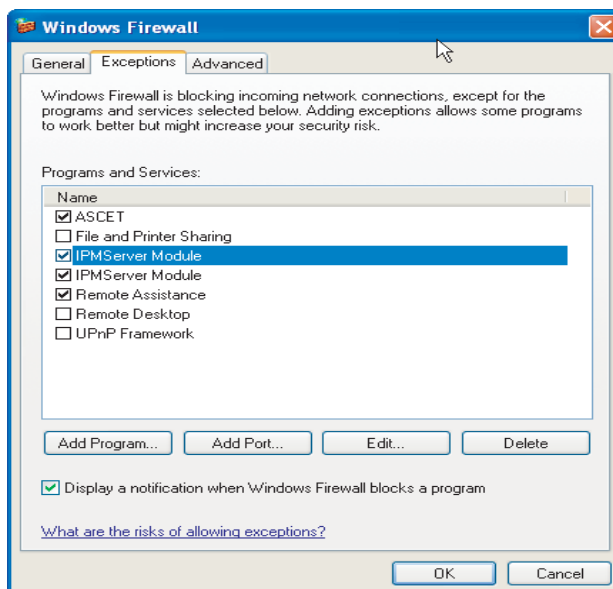 Windows Firewall
General Exceptions Advanced
Windows Firewall is blocking incoming network connections, except for the
programs and services selected below. Adding exceptions allows some programs
to work better but might increase your security risk.
Programs and Services:
Name
ASCET
File and Printer Sharing
IPMServer Module
IPMServer Module
Remote Assistance
Remote Desktop
UPnP Framework
Add Program... Add Port... Edit... Delete
Display a notification when Windows Firewall blocks a program
What are the risks of allowing exceptions?
OK Cancel